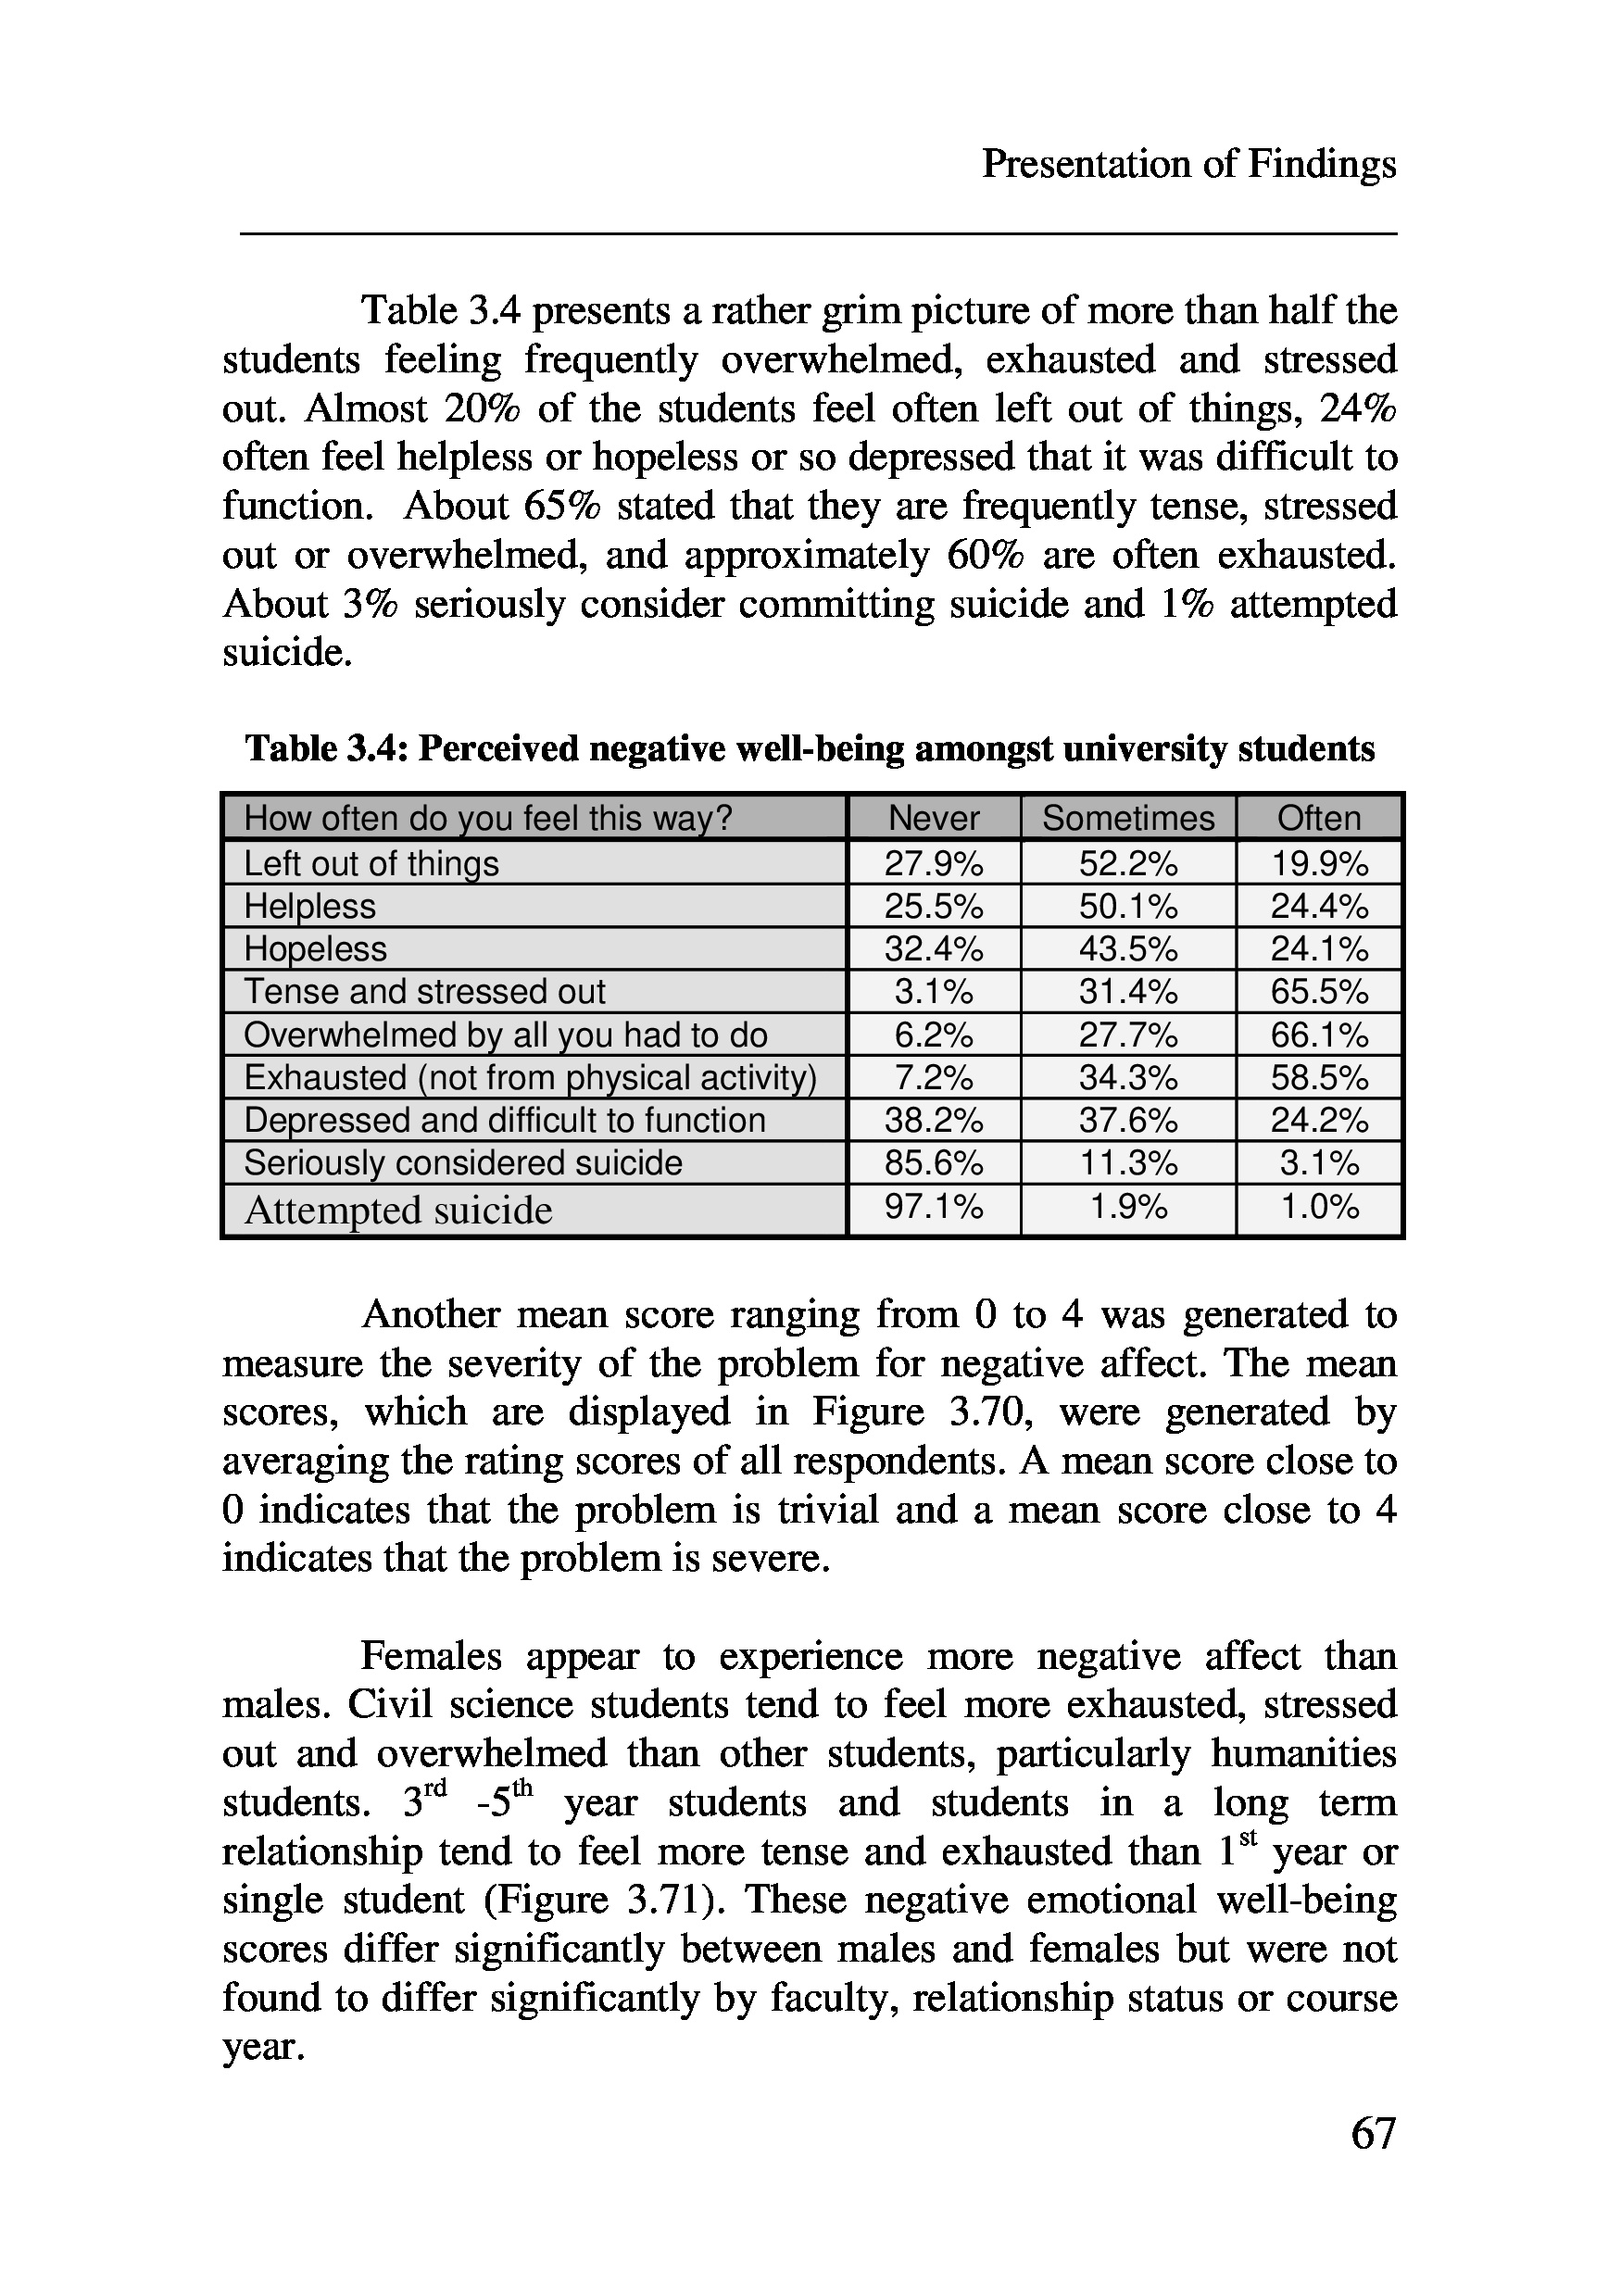 Presentation of Findings
Table 3.4 presents a rather grim picture of more than half the
students feeling frequently overwhelmed, exhausted and stressed
out. Almost 20% of the students feel often left out of things, 24%
often feel helpless or hopeless or so depressed that it was difficult to
function. About 65% stated that they are frequently tense, stressed
out or overwhelmed, and approximately 60% are often exhausted.
About 3% seriously consider committing suicide and 1% attempted
suicide.
Table 3.4: Perceived negative well-being amongst university students
How often do you feel this way? Never Sometimes Often
Left out of things 27.9% 52.2% 19.9%
Helpless 25.5% 50.1% 24.4%
Hopeless 32.4% 43.5% 24.1%
Tense and stressed out 3.1% 31.4% 65.5%
Overwhelmed by all you had to do 6.2% 27.7% 66.1%
Exhausted (not from physical activity) 7.2% 34.3% 58.5%
Depressed and difficult to function 38.2% 37.6% 24.2%
Seriously considered suicide 85.6% 11.3% 3.1%
Attempted suicide 97.1% 1.9% 1.0%
Another mean score ranging from 0 to 4 was generated to
measure the severity of the problem for negative affect. The mean
scores, which are displayed in Figure 3.70, were generated by
averaging the rating scores of all respondents. A mean score close to
0 indicates that the problem is trivial and a mean score close to 4
indicates that the problem is severe.
Females appear to experience more negative affect than
males. Civil science students tend to feel more exhausted, stressed
out and overwhelmed than other students, particularly humanities
students. 3rd -5th year students and students in a long term
relationship tend to feel more tense and exhausted than 1st year or
single student (Figure 3.71). These negative emotional well-being
scores differ significantly between males and females but were not
found to differ significantly by faculty, relationship status or course
year.
67